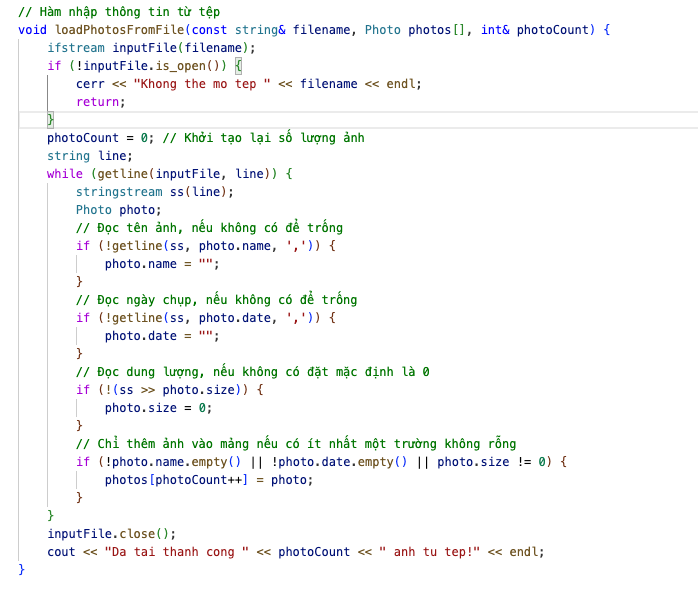 // Hàm nhập thông tin từ tệp
void loadPhotosFromFile(const string& filename, Photo photos[], int& photoCount) {
    ifstream inputFile(filename);
    if (!inputFile.is_open()) {
        cerr << "Khong the mo tep " << filename << endl;
        return;
    }
    photoCount = 0; // Khởi tạo lại số lượng ảnh
    string line;
    while (getline(inputFile, line)) {
        stringstream ss(line);
        Photo photo;
        // Đọc tên ảnh, nếu không có để trống
        if (!getline(ss, photo.name, ',')) {
            photo.name = "";
        }
        // Đọc ngày chụp, nếu không có để trống
        if (!getline(ss, photo.date, ',')) {
            photo.date = "";
        }
        // Đọc dung lượng, nếu không có đặt mặc định là 0
        if (!(ss >> photo.size)) {
            photo.size = 0;
        }
        // Chỉ thêm ảnh vào mảng nếu có ít nhất một trường không rỗng
        if (!photo.name.empty() || !photo.date.empty() || photo.size != 0) {
            photos[photoCount++] = photo;
        }
    }
    inputFile.close();
    cout << "Da tai thanh cong " << photoCount << " anh tu tep!" << endl;
}